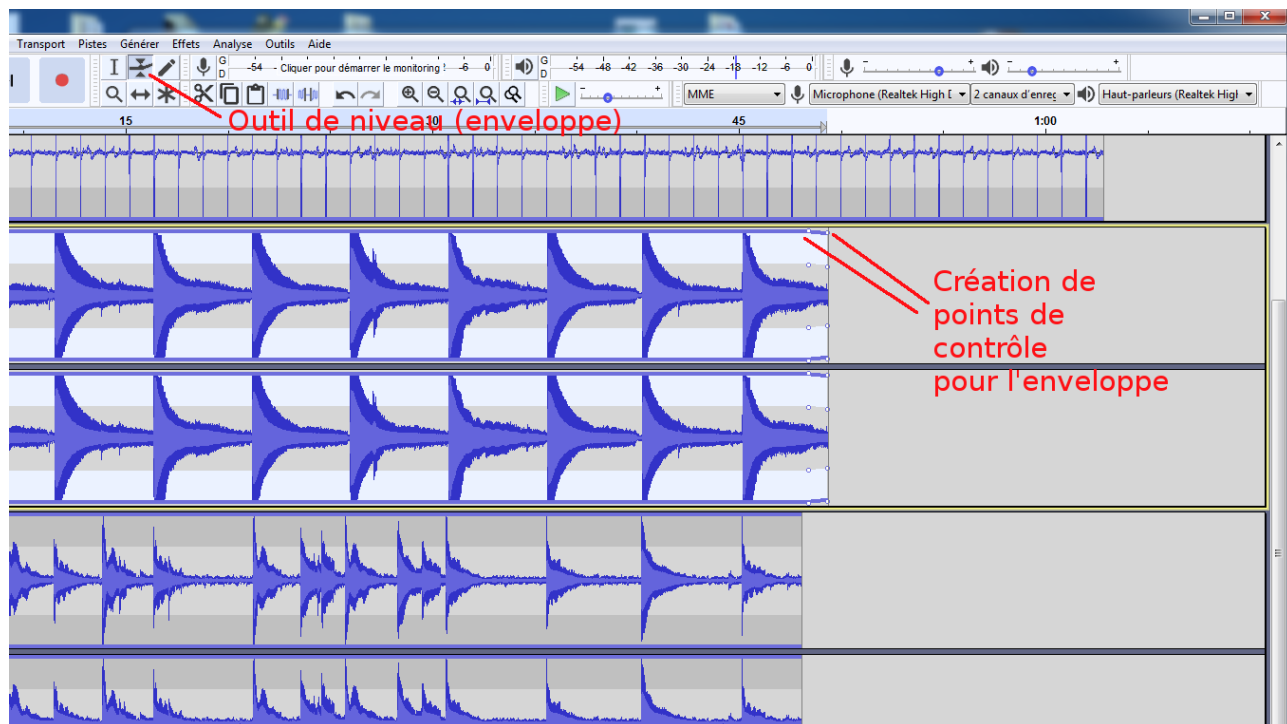 Transport Pistes Générer Effets Analyse Outils Aide
G
D
-54 - Cliquer pour démarrer le monitoring ! -6 0
G
D
-54 -48 -42 -36 -30 -24 -18 -12 -6 0
- +
- +
- +
MME
Microphone (Realtek High
2 canaux d'enreg
Haut-parleurs (Realtek High
Outil de niveau (enveloppe)
15 30 45 1:00
Création de
points de
contrôle
pour l'enveloppe